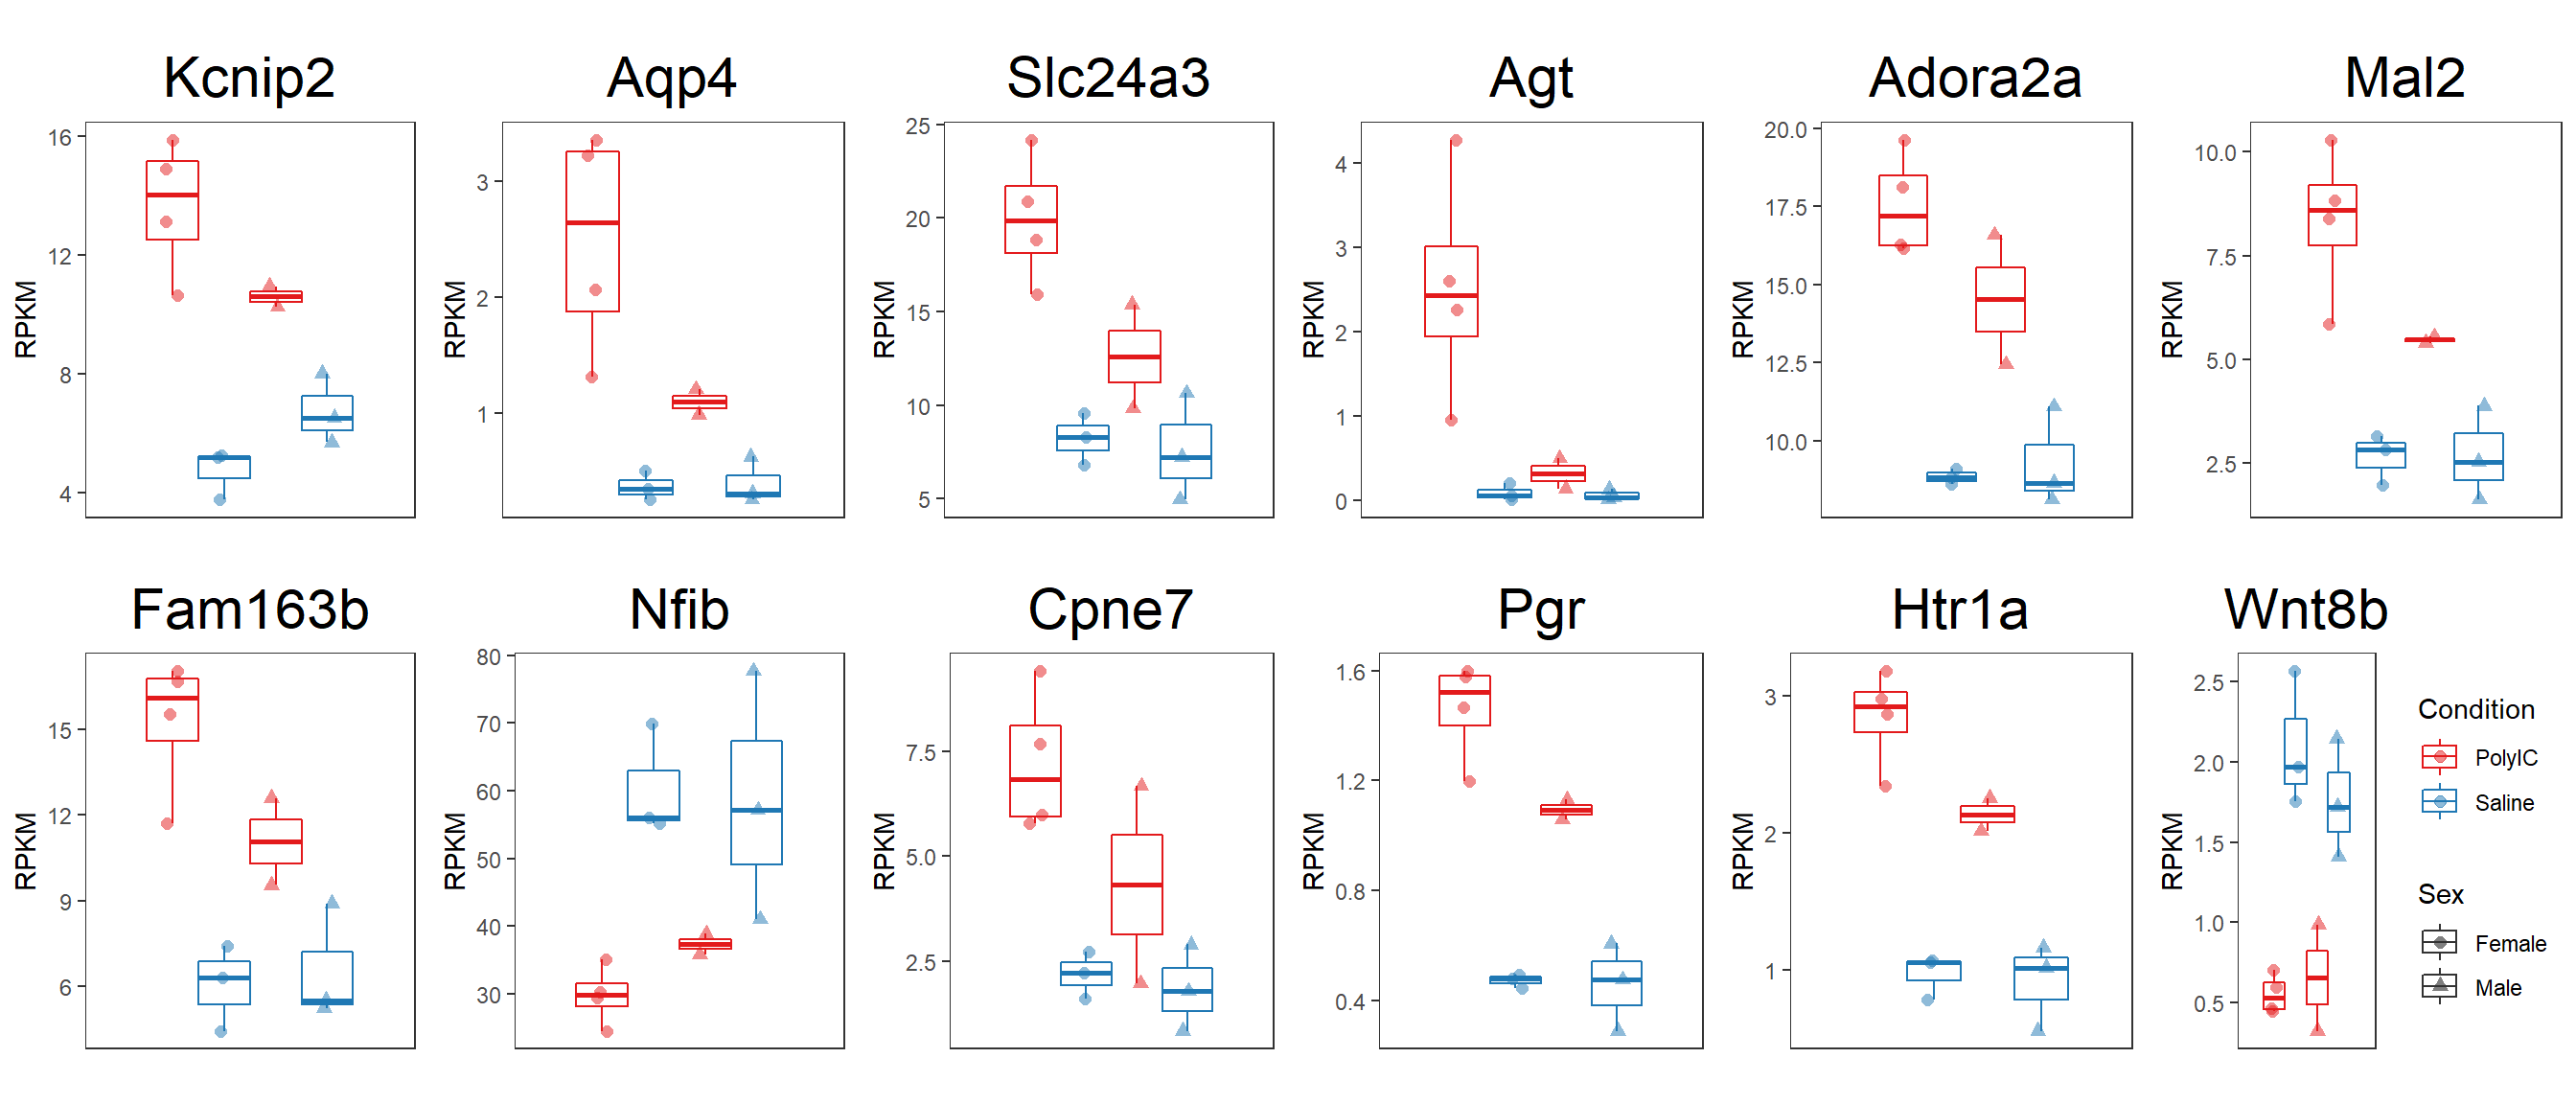 Kcnip2
Aqp4
Slc24a3
Agt
Adora2a
Mal2
RPKM
16
12
8
4
RPKM
3
2
1
RPKM
25
20
15
10
5
RPKM
4
3
2
1
0
RPKM
20.0
17.5
15.0
12.5
10.0
RPKM
10.0
7.5
5.0
2.5
Fam163b
Nfib
Cpne7
Pgr
Htr1a
Wnt8b
RPKM
15
12
9
6
RPKM
80
70
60
50
40
30
RPKM
7.5
5.0
2.5
RPKM
1.6
1.2
0.8
0.4
RPKM
3
2
1
RPKM
2.5
2.0
1.5
1.0
0.5
Condition
PolyIC
Saline
Sex
Female
Male